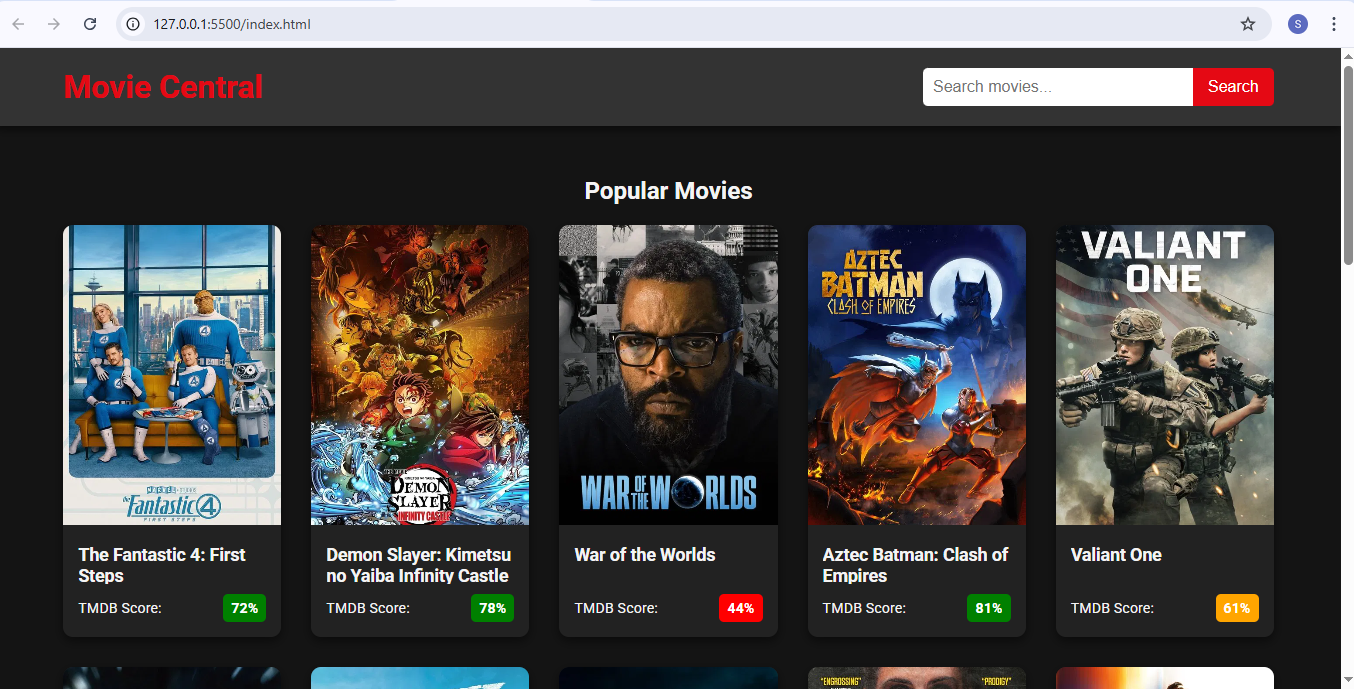 127.0.0.1:5500/index.html
S
Movie Central
Search movies...
Search
Popular Movies
MARVEL STUDIOS
the Fantastic 4
FIRST STEPS
DEMON
SLAYER
INFINITY CASTLE
WAR OF THE WORLDS
AZTEC
BATMAN
CLASH OF EMPIRES
VALIANT
ONE
The Fantastic 4: First
Steps
TMDB Score:
72%
Demon Slayer: Kimetsu
no Yaiba Infinity Castle
TMDB Score:
78%
War of the Worlds
TMDB Score:
44%
Aztec Batman: Clash of
Empires
TMDB Score:
81%
Valiant One
TMDB Score:
61%
"ENGROSSING"
"PRODIGY"